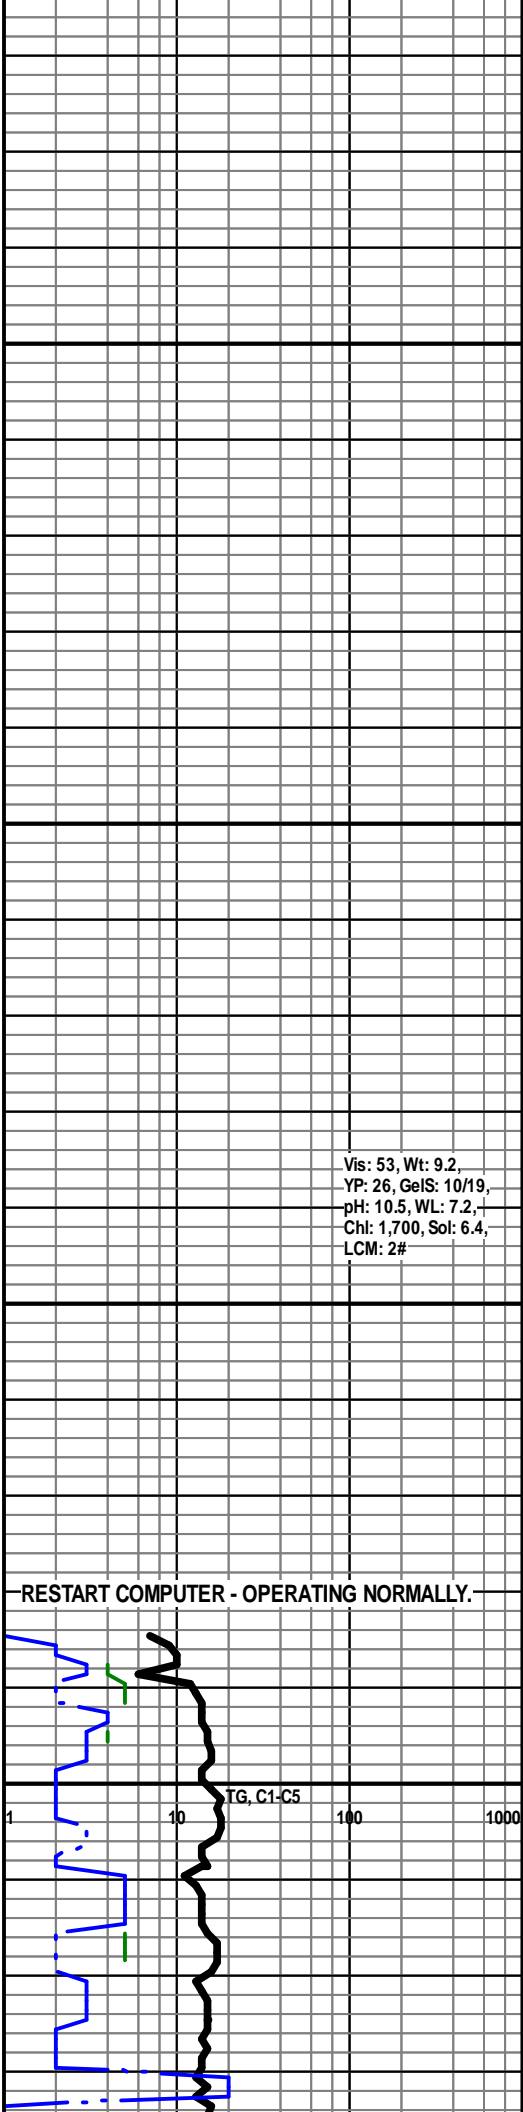 Vis: 53, Wt: 9.2,
YP: 26, GelS: 10/19,
pH: 10.5, WL: 7.2,
Chl: 1,700, Sol: 6.4,
LCM: 2#
RESTART COMPUTER - OPERATING NORMALLY.
TG, C1-C5
1 10 100 1000